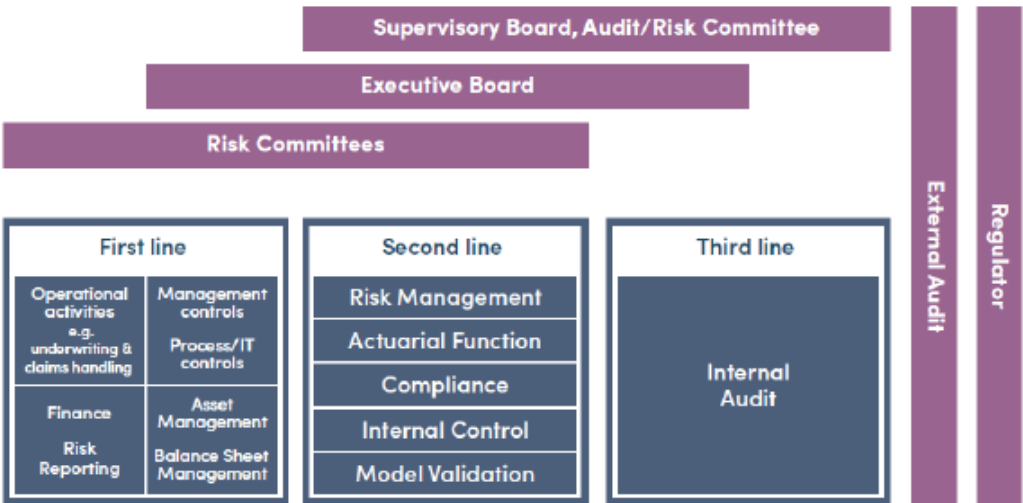 Supervisory Board, Audit/Risk Committee
Executive Board
Risk Committees
First line
Operational
activities
e.g.
underwriting &
claims handling
Management
controls
Process/IT
controls
Finance
Risk
Reporting
Asset
Management
Balance Sheet
Management
Second line
Risk Management
Actuarial Function
Compliance
Internal Control
Model Validation
Third line
Internal
Audit
External Audit
Regulator